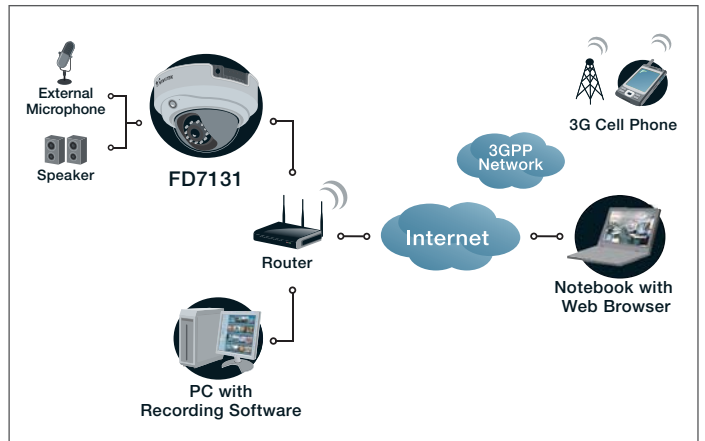 External
Microphone
Speaker
FD7131
3G Cell Phone
3GPP
Network
Router
Internet
Notebook with
Web Browser
PC with
Recording Software